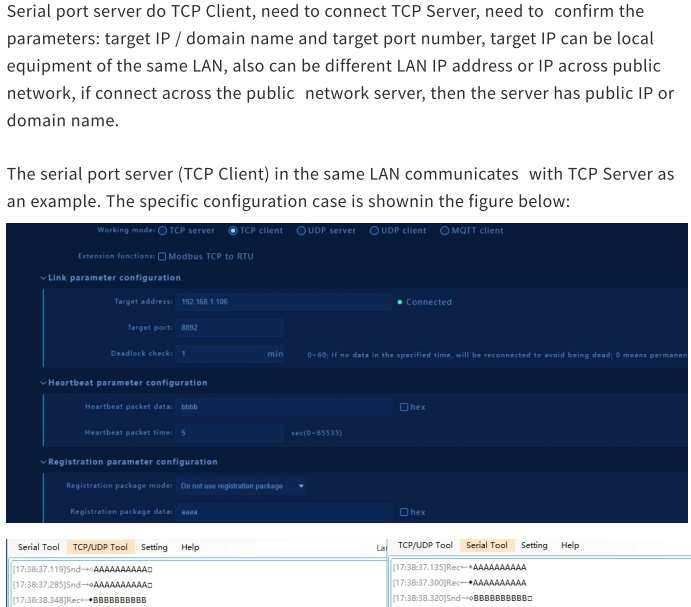 Serial port server do TCP Client, need to connect TCP Server, need to confirm the
parameters: target IP / domain name and target port number, target IP can be local
equipment of the same LAN, also can be different LAN IP address or IP across public
network, if connect across the public network server, then the server has public IP or
domain name.
The serial port server (TCP Client) in the same LAN communicates with TCP Server as
an example. The specific configuration case is shownin the figure below:
Working mode: TCP server TCP client UDP server UDP client MQTT client
Extension functions: Modbus TCP to RTU
Link parameter configuration
Target address: 192.168.1.106 Connected
Target port: 8892
Deadlock check: 1 min 0~60; If no data in the specified time, will be reconnected to avoid being dead; 0 means permanen
Heartbeat parameter configuration
Heartbeat packet data: bbbb hex
Heartbeat packet time: 5 sec(0~65535)
Registration parameter configuration
Registration package mode: Do not use registration package
Registration package data: aaaa hex
Serial Tool TCP/UDP Tool Setting Help Lan
[17:38:37.119]Snd→◇AAAAAAAAAA□
[17:38:37.285]Snd→◇AAAAAAAAAA□
[17:38:38.348]Rec←◆BBBBBBBBBB
TCP/UDP Tool Serial Tool Setting Help
[17:38:37.135]Rec←◆AAAAAAAAAA
[17:38:37.300]Rec←◆AAAAAAAAAA
[17:38:38.320]Snd→◇BBBBBBBBBB□